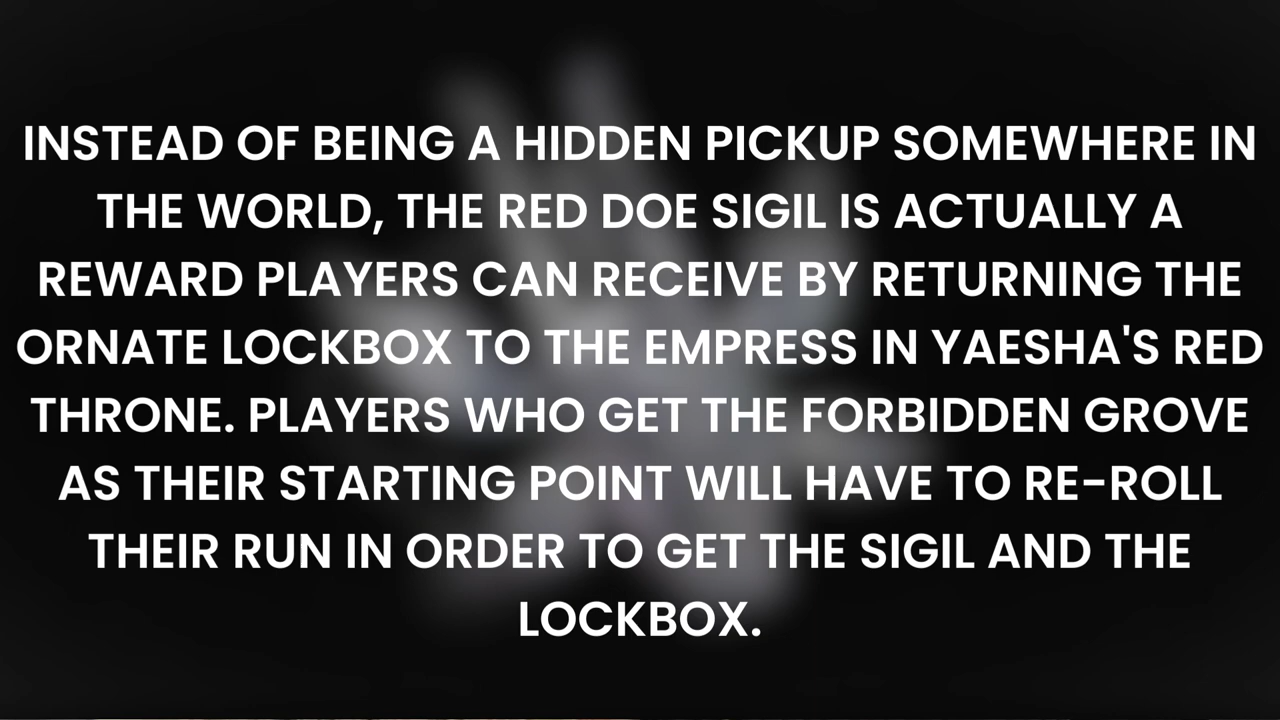 INSTEAD OF BEING A HIDDEN PICKUP SOMEWHERE IN
THE WORLD, THE RED DOE SIGIL IS ACTUALLY A
REWARD PLAYERS CAN RECEIVE BY RETURNING THE
ORNATE LOCKBOX TO THE EMPRESS IN YAESHA'S RED
THRONE. PLAYERS WHO GET THE FORBIDDEN GROVE
AS THEIR STARTING POINT WILL HAVE TO RE-ROLL
THEIR RUN IN ORDER TO GET THE SIGIL AND THE
LOCKBOX.